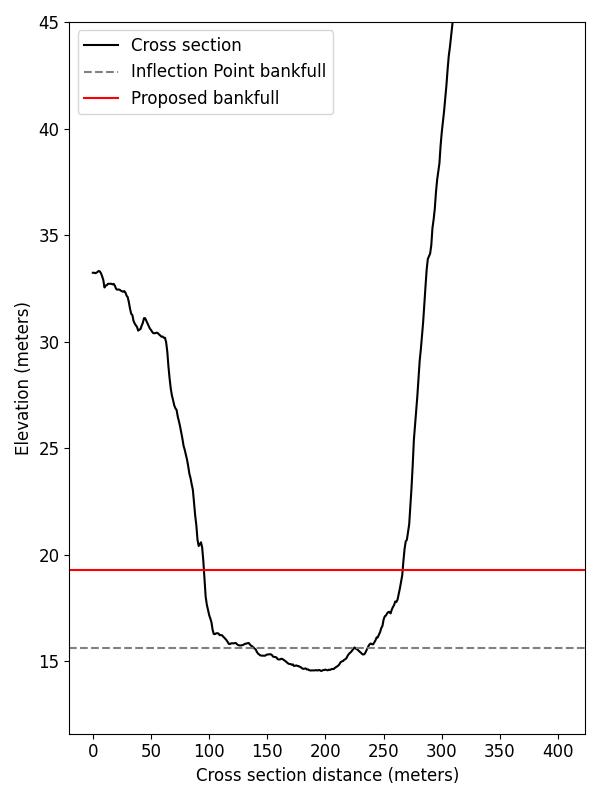 Cross section
Inflection Point bankfull
Proposed bankfull
45
40
35
30
25
20
15
Elevation (meters)
0 50 100 150 200 250 300 350 400
Cross section distance (meters)